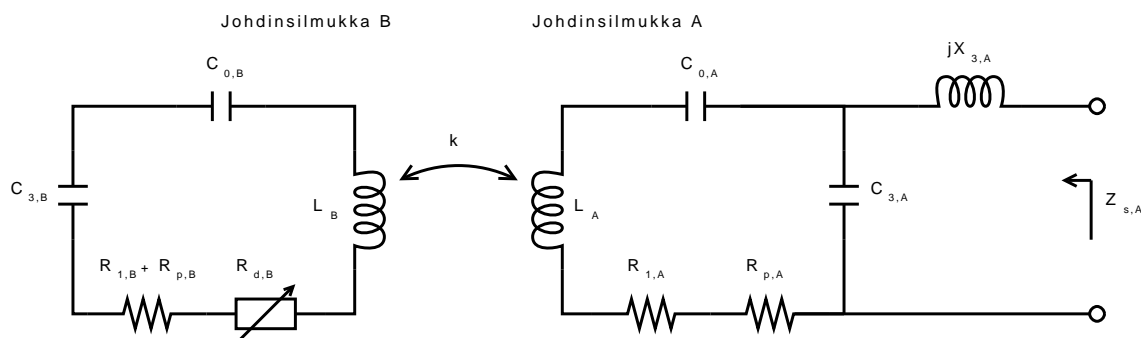 Johdinsilmukka B
Johdinsilmukka A
jX 3,A
C 0,B
C 0,A
k
C 3,B
L B
L A
C 3,A
Z s,A
R 1,B + R p,B
R d,B
R 1,A
R p,A